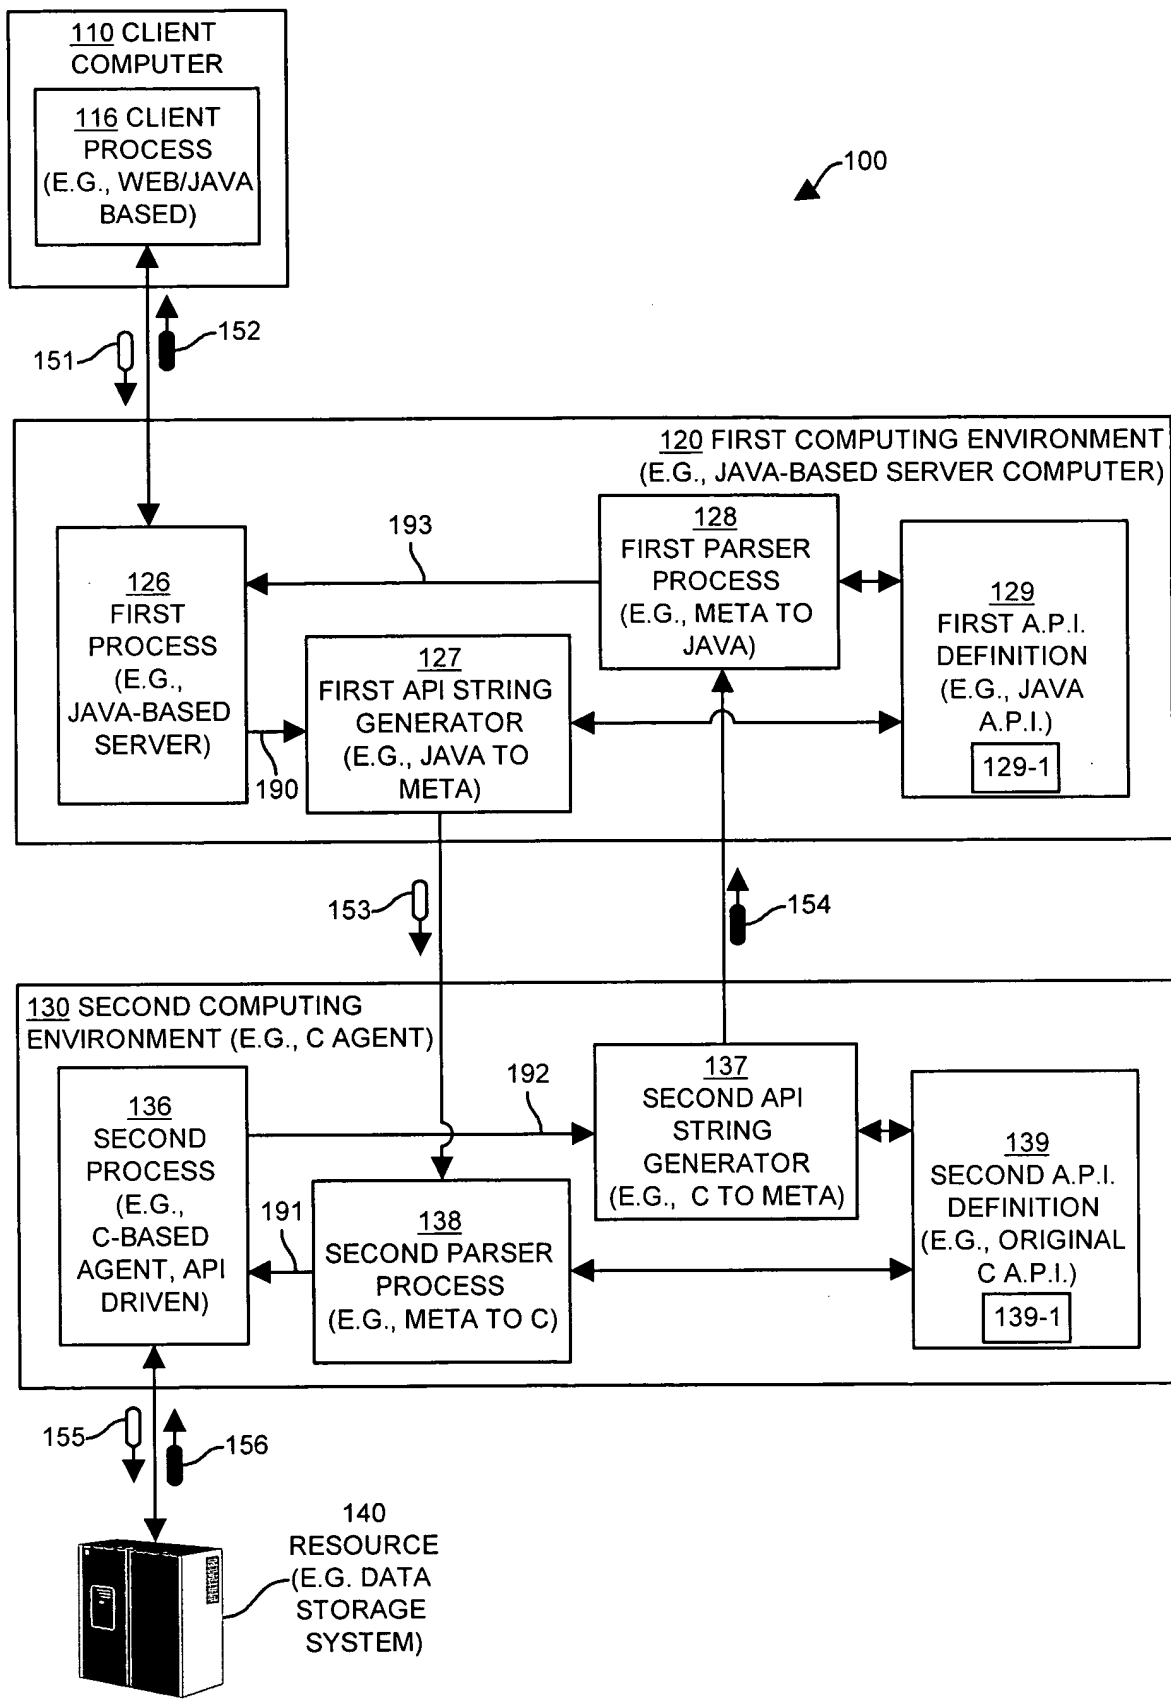 110 CLIENT
COMPUTER
116 CLIENT
PROCESS
(E.G., WEB/JAVA
BASED)
100
151
152
120 FIRST COMPUTING ENVIRONMENT
(E.G., JAVA-BASED SERVER COMPUTER)
126
FIRST
PROCESS
(E.G.,
JAVA-BASED
SERVER)
193
190
127
FIRST API STRING
GENERATOR
(E.G., JAVA TO
META)
128
FIRST PARSER
PROCESS
(E.G., META TO
JAVA)
129
FIRST A.P.I.
DEFINITION
(E.G., JAVA
A.P.I.)
129-1
153
154
130 SECOND COMPUTING
ENVIRONMENT (E.G., C AGENT)
136
SECOND
PROCESS
(E.G.,
C-BASED
AGENT, API
DRIVEN)
192
191
138
SECOND PARSER
PROCESS
(E.G., META TO C)
137
SECOND API
STRING
GENERATOR
(E.G., C TO META)
139
SECOND A.P.I.
DEFINITION
(E.G., ORIGINAL
C A.P.I.)
139-1
155
156
140
RESOURCE
(E.G. DATA
STORAGE
SYSTEM)